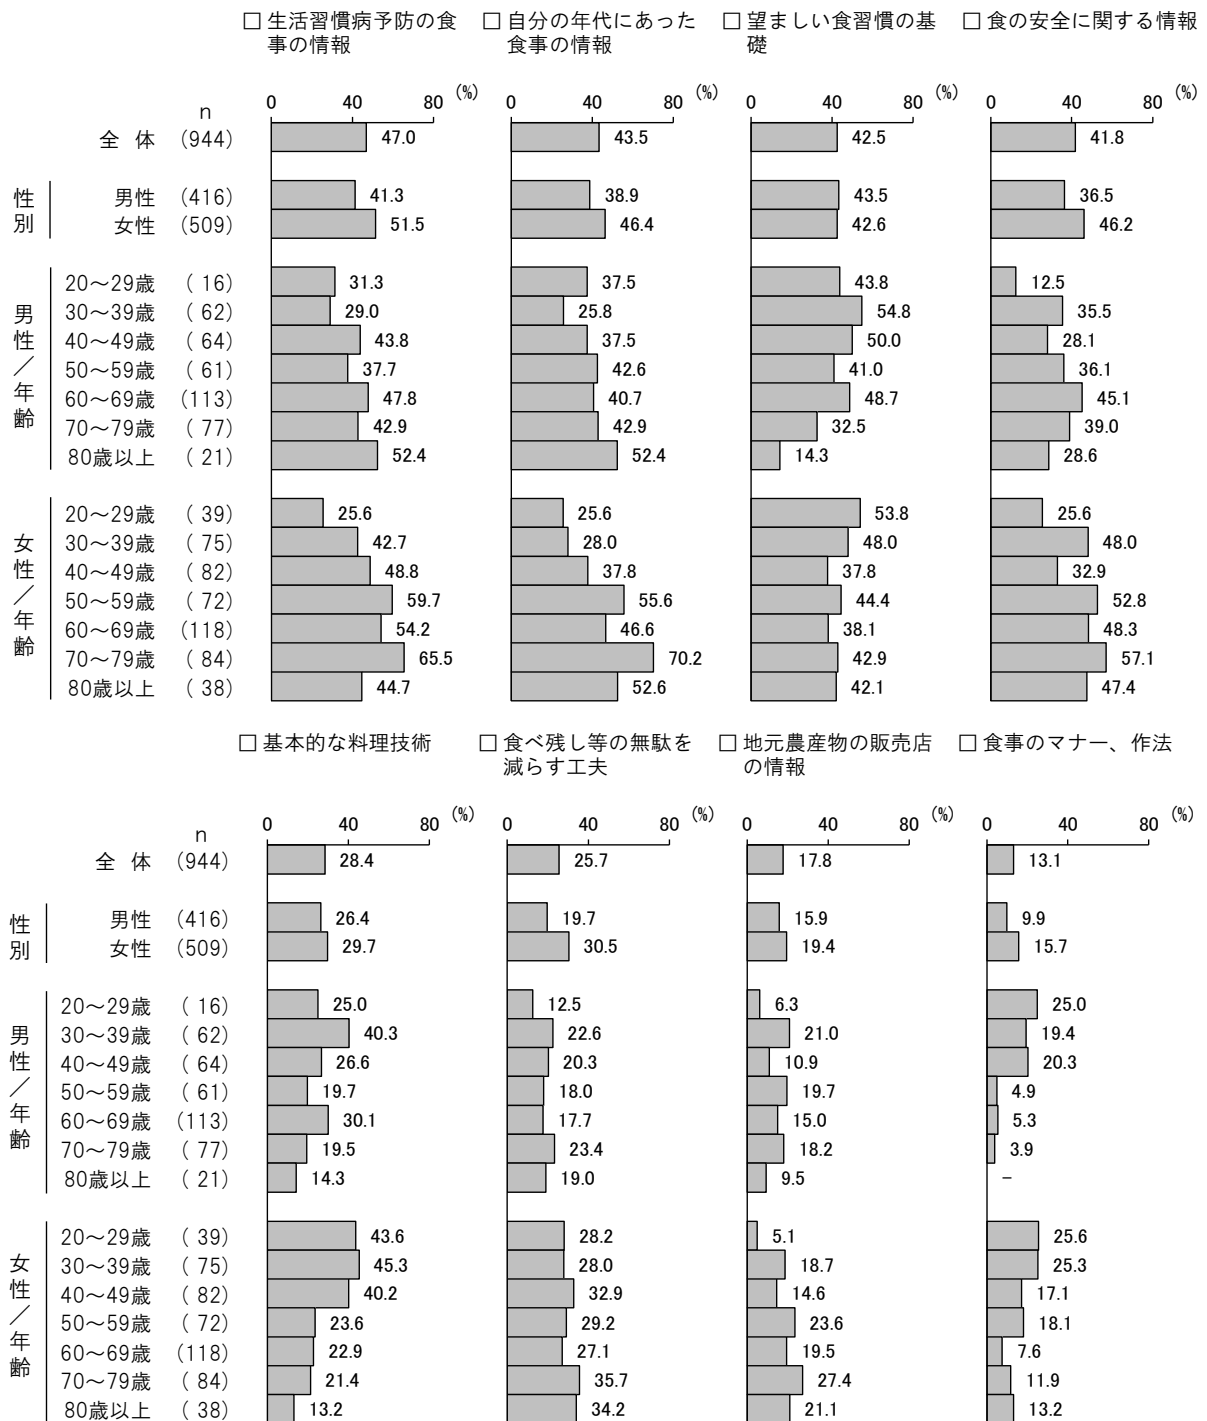 □ 生活習慣病予防の食 □ 自分の年代にあった □ 望ましい食習慣の基 □ 食の安全に関する情報
事の情報 食事の情報 礎
0 40 80 (%) 0 40 80 (%) 0 40 80 (%) 0 40 80 (%)
n
全 体 (944) 47.0 43.5 42.5 41.8
性別
男性 (416) 41.3 38.9 43.5 36.5
女性 (509) 51.5 46.4 42.6 46.2
男性／年齢
20～29歳 ( 16) 31.3 37.5 43.8 12.5
30～39歳 ( 62) 29.0 25.8 54.8 35.5
40～49歳 ( 64) 43.8 37.5 50.0 28.1
50～59歳 ( 61) 37.7 42.6 41.0 36.1
60～69歳 (113) 47.8 40.7 48.7 45.1
70～79歳 ( 77) 42.9 42.9 32.5 39.0
80歳以上 ( 21) 52.4 52.4 14.3 28.6
女性／年齢
20～29歳 ( 39) 25.6 25.6 53.8 25.6
30～39歳 ( 75) 42.7 28.0 48.0 48.0
40～49歳 ( 82) 48.8 37.8 37.8 32.9
50～59歳 ( 72) 59.7 55.6 44.4 52.8
60～69歳 (118) 54.2 46.6 38.1 48.3
70～79歳 ( 84) 65.5 70.2 42.9 57.1
80歳以上 ( 38) 44.7 52.6 42.1 47.4
□ 基本的な料理技術 □ 食べ残し等の無駄を □ 地元農産物の販売店 □ 食事のマナー、作法
減らす工夫 の情報
0 40 80 (%) 0 40 80 (%) 0 40 80 (%) 0 40 80 (%)
n
全 体 (944) 28.4 25.7 17.8 13.1
性別
男性 (416) 26.4 19.7 15.9 9.9
女性 (509) 29.7 30.5 19.4 15.7
男性／年齢
20～29歳 ( 16) 25.0 12.5 6.3 25.0
30～39歳 ( 62) 40.3 22.6 21.0 19.4
40～49歳 ( 64) 26.6 20.3 10.9 20.3
50～59歳 ( 61) 19.7 18.0 19.7 4.9
60～69歳 (113) 30.1 17.7 15.0 5.3
70～79歳 ( 77) 19.5 23.4 18.2 3.9
80歳以上 ( 21) 14.3 19.0 9.5 －
女性／年齢
20～29歳 ( 39) 43.6 28.2 5.1 25.6
30～39歳 ( 75) 45.3 28.0 18.7 25.3
40～49歳 ( 82) 40.2 32.9 14.6 17.1
50～59歳 ( 72) 23.6 29.2 23.6 18.1
60～69歳 (118) 22.9 27.1 19.5 7.6
70～79歳 ( 84) 21.4 35.7 27.4 11.9
80歳以上 ( 38) 13.2 34.2 21.1 13.2